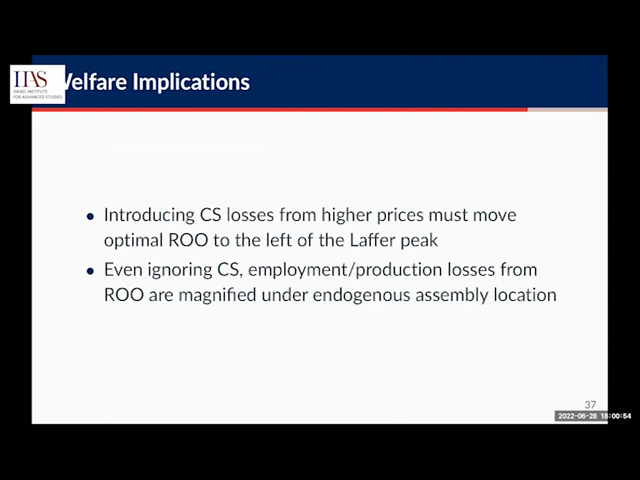 IIAS
ISRAEL INSTITUTE
FOR ADVANCED STUDIES
Welfare Implications
Introducing CS losses from higher prices must move
optimal ROO to the left of the Laffer peak
Even ignoring CS, employment/production losses from
ROO are magnified under endogenous assembly location
37
2022-06-28 18:00:54